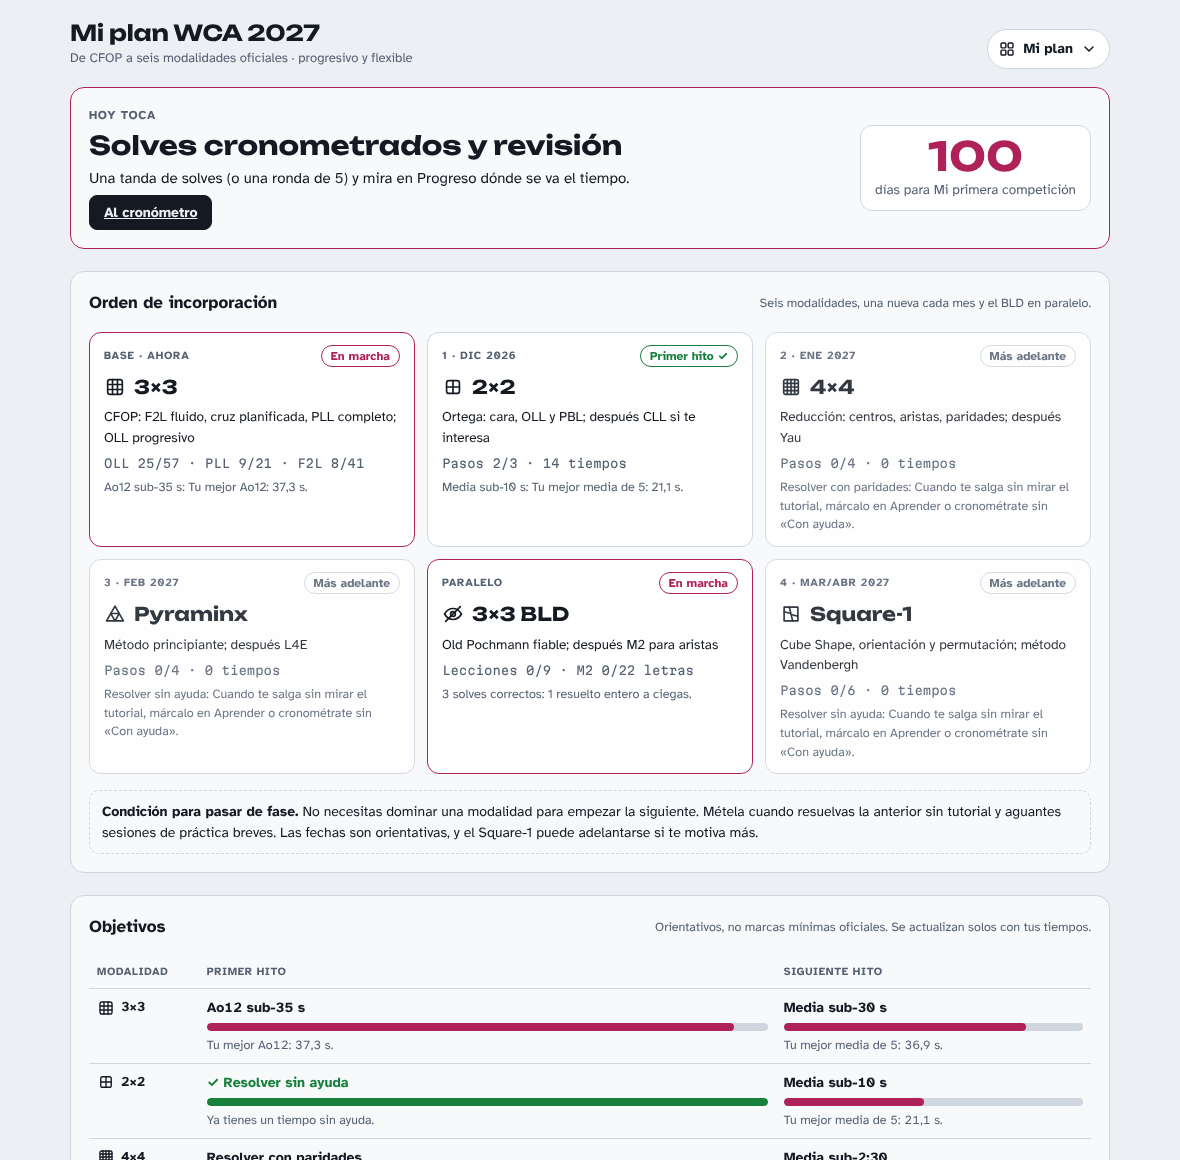 Mi plan WCA 2027
De CFOP a seis modalidades oficiales · progresivo y flexible
Mi plan
HOY TOCA
Solves cronometrados y revisión
Una tanda de solves (o una ronda de 5) y mira en Progreso dónde se va el tiempo.
Al cronómetro
100
días para Mi primera competición
Orden de incorporación
Seis modalidades, una nueva cada mes y el BLD en paralelo.
BASE · AHORA
En marcha
3×3
CFOP: F2L fluido, cruz planificada, PLL completo;
OLL progresivo
OLL 25/57 · PLL 9/21 · F2L 8/41
Ao12 sub-35 s: Tu mejor Ao12: 37,3 s.
1 · DIC 2026
Primer hito ✓
2×2
Ortega: cara, OLL y PBL; después CLL si te
interesa
Pasos 2/3 · 14 tiempos
Media sub-10 s: Tu mejor media de 5: 21,1 s.
2 · ENE 2027
Más adelante
4×4
Reducción: centros, aristas, paridades; después
Yau
Pasos 0/4 · 0 tiempos
Resolver con paridades: Cuando te salga sin mirar el
tutorial, márcalo en Aprender o cronométrate sin
«Con ayuda».
3 · FEB 2027
Más adelante
Pyraminx
Método principiante; después L4E
Pasos 0/4 · 0 tiempos
Resolver sin ayuda: Cuando te salga sin mirar el
tutorial, márcalo en Aprender o cronométrate sin
«Con ayuda».
PARALELO
En marcha
3×3 BLD
Old Pochmann fiable; después M2 para aristas
Lecciones 0/9 · M2 0/22 letras
3 solves correctos: 1 resuelto entero a ciegas.
4 · MAR/ABR 2027
Más adelante
Square-1
Cube Shape, orientación y permutación; método
Vandenbergh
Pasos 0/6 · 0 tiempos
Resolver sin ayuda: Cuando te salga sin mirar el
tutorial, márcalo en Aprender o cronométrate sin
«Con ayuda».
Condición para pasar de fase. No necesitas dominar una modalidad para empezar la siguiente. Métela cuando resuelvas la anterior sin tutorial y aguantes
sesiones de práctica breves. Las fechas son orientativas, y el Square-1 puede adelantarse si te motiva más.
Objetivos
Orientativos, no marcas mínimas oficiales. Se actualizan solos con tus tiempos.
MODALIDAD
PRIMER HITO
SIGUIENTE HITO
3×3
Ao12 sub-35 s
Tu mejor Ao12: 37,3 s.
Media sub-30 s
Tu mejor media de 5: 36,9 s.
2×2
✓ Resolver sin ayuda
Ya tienes un tiempo sin ayuda.
Media sub-10 s
Tu mejor media de 5: 21,1 s.
4×4
Resolver con paridades
Media sub-2:30